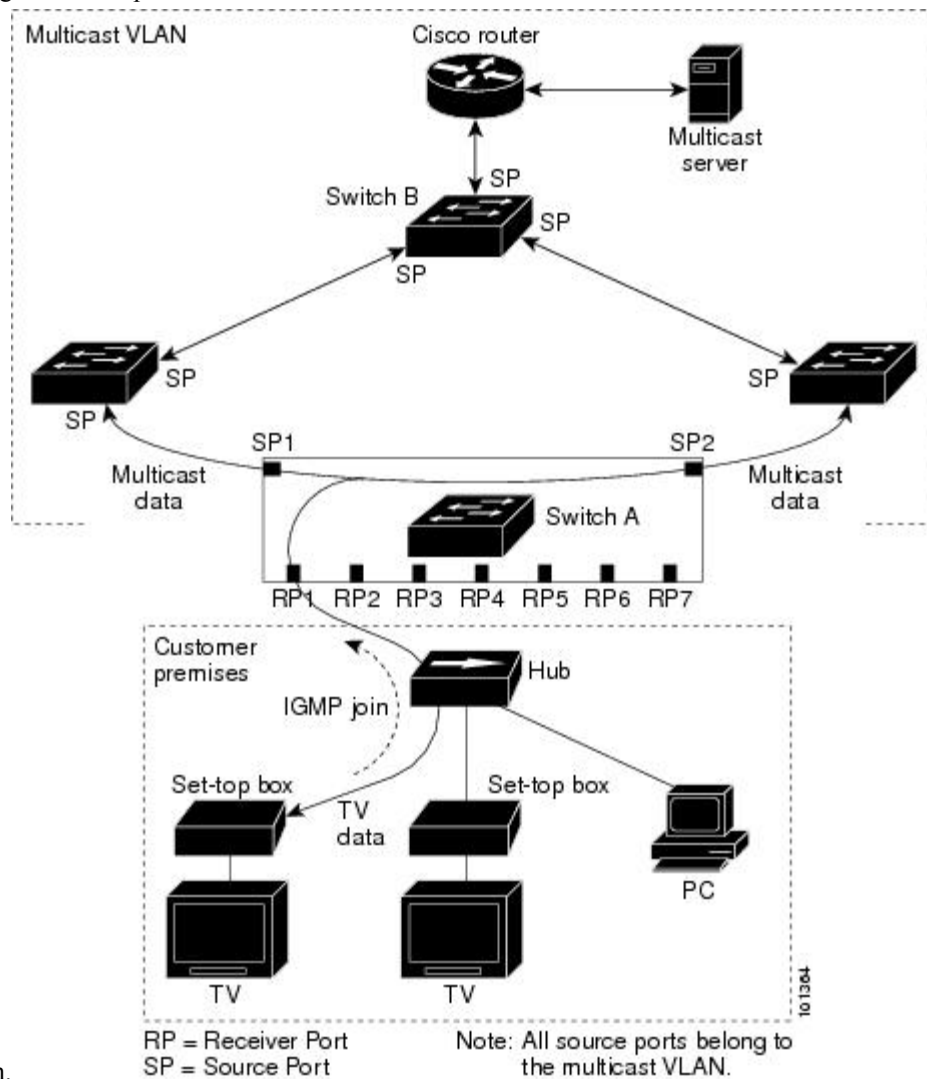 Multicast VLAN
Cisco router
Multicast
server
SP
Switch B
SP
SP
SP
SP
SP
SP1
SP2
Multicast
data
Multicast
data
Switch A
RP1 RP2 RP3 RP4 RP5 RP6 RP7
Customer
premises
Hub
IGMP join
Set-top box
Set-top box
TV
data
PC
TV
TV
101364
RP = Receiver Port
SP = Source Port
Note: All source ports belong to
the multicast VLAN.